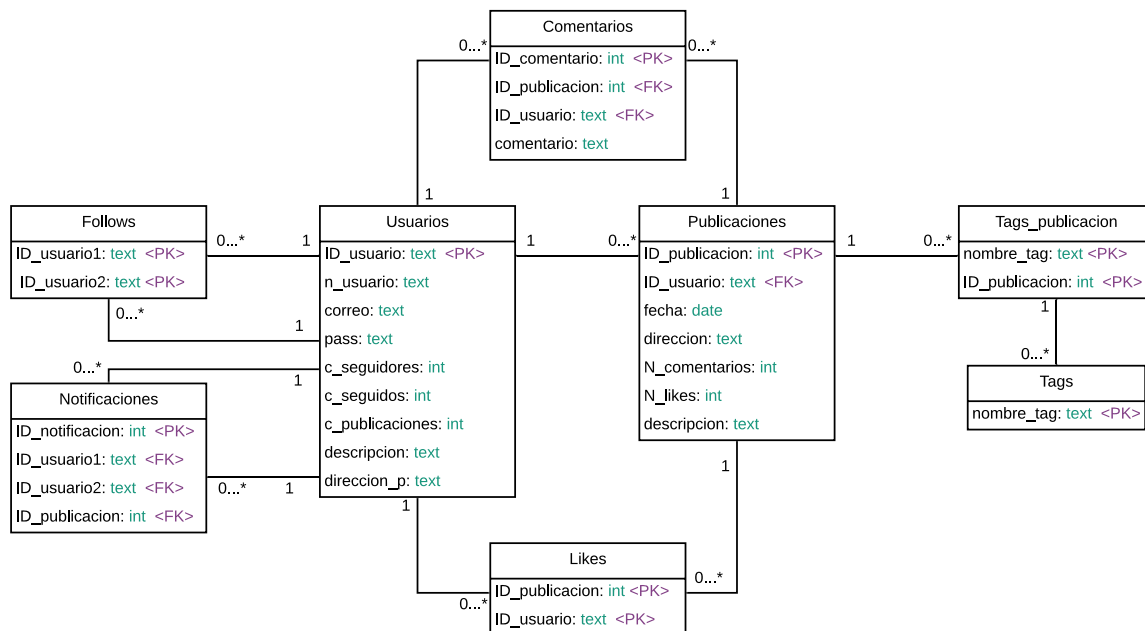 Comentarios
0...*
0...*
ID_comentario: int <PK>
ID_publicacion: int <FK>
ID_usuario: text <FK>
comentario: text
1
1
Follows
ID_usuario1: text <PK>
ID_usuario2: text <PK>
0...*
1
0...*
1
Usuarios
ID_usuario: text <PK>
n_usuario: text
correo: text
pass: text
c_seguidores: int
c_seguidos: int
c_publicaciones: int
descripcion: text
direccion_p: text
1
0...*
Publicaciones
ID_publicacion: int <PK>
ID_usuario: text <FK>
fecha: date
direccion: text
N_comentarios: int
N_likes: int
descripcion: text
1
0...*
Tags_publicacion
nombre_tag: text <PK>
ID_publicacion: int <PK>
1
0...*
Tags
nombre_tag: text <PK>
0...*
1
Notificaciones
ID_notificacion: int <PK>
ID_usuario1: text <FK>
ID_usuario2: text <FK>
ID_publicacion: int <FK>
0...*
1
1
1
0...*
0...*
Likes
ID_publicacion: int <PK>
ID_usuario: text <PK>